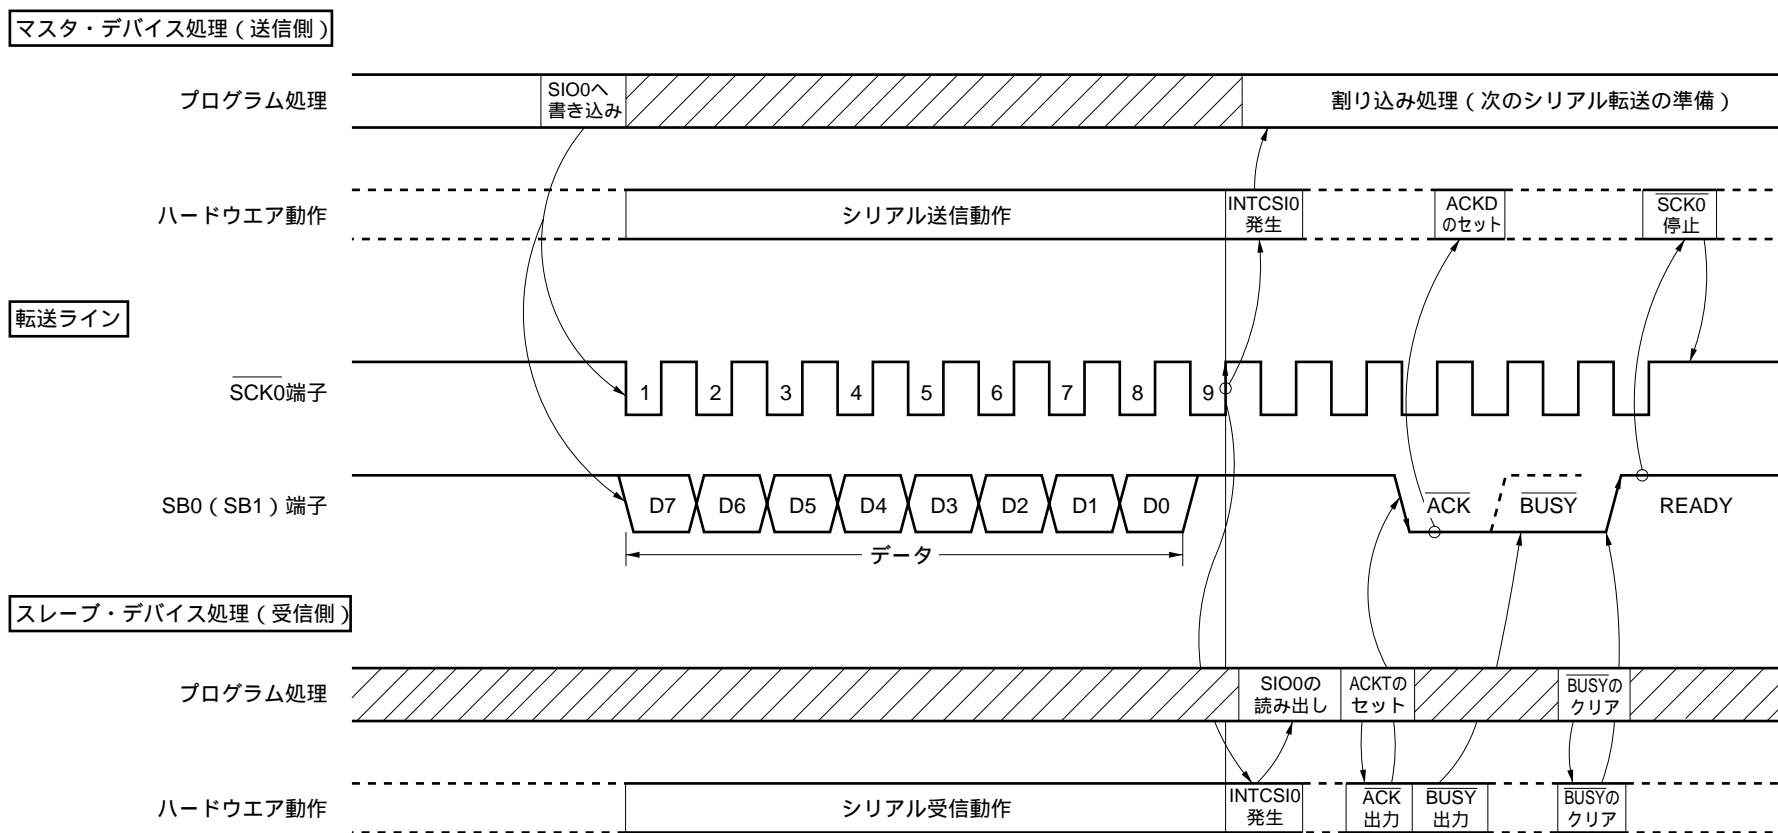 マスタ・デバイス処理(送信側)
プログラム処理
SIO0へ
書き込み
割り込み処理(次のシリアル転送の準備)
ハードウエア動作
シリアル送信動作
INTCSI0
発生
ACKD
のセット
SCK0
停止
転送ライン
SCK0端子
1 2 3 4 5 6 7 8 9
SB0(SB1)端子
D7 D6 D5 D4 D3 D2 D1 D0
ACK
BUSY
READY
データ
スレーブ・デバイス処理(受信側)
プログラム処理
SIO0の
読み出し
ACKTの
セット
BUSYの
クリア
ハードウエア動作
シリアル受信動作
INTCSI0
発生
ACK
出力
BUSY
出力
BUSYの
クリア